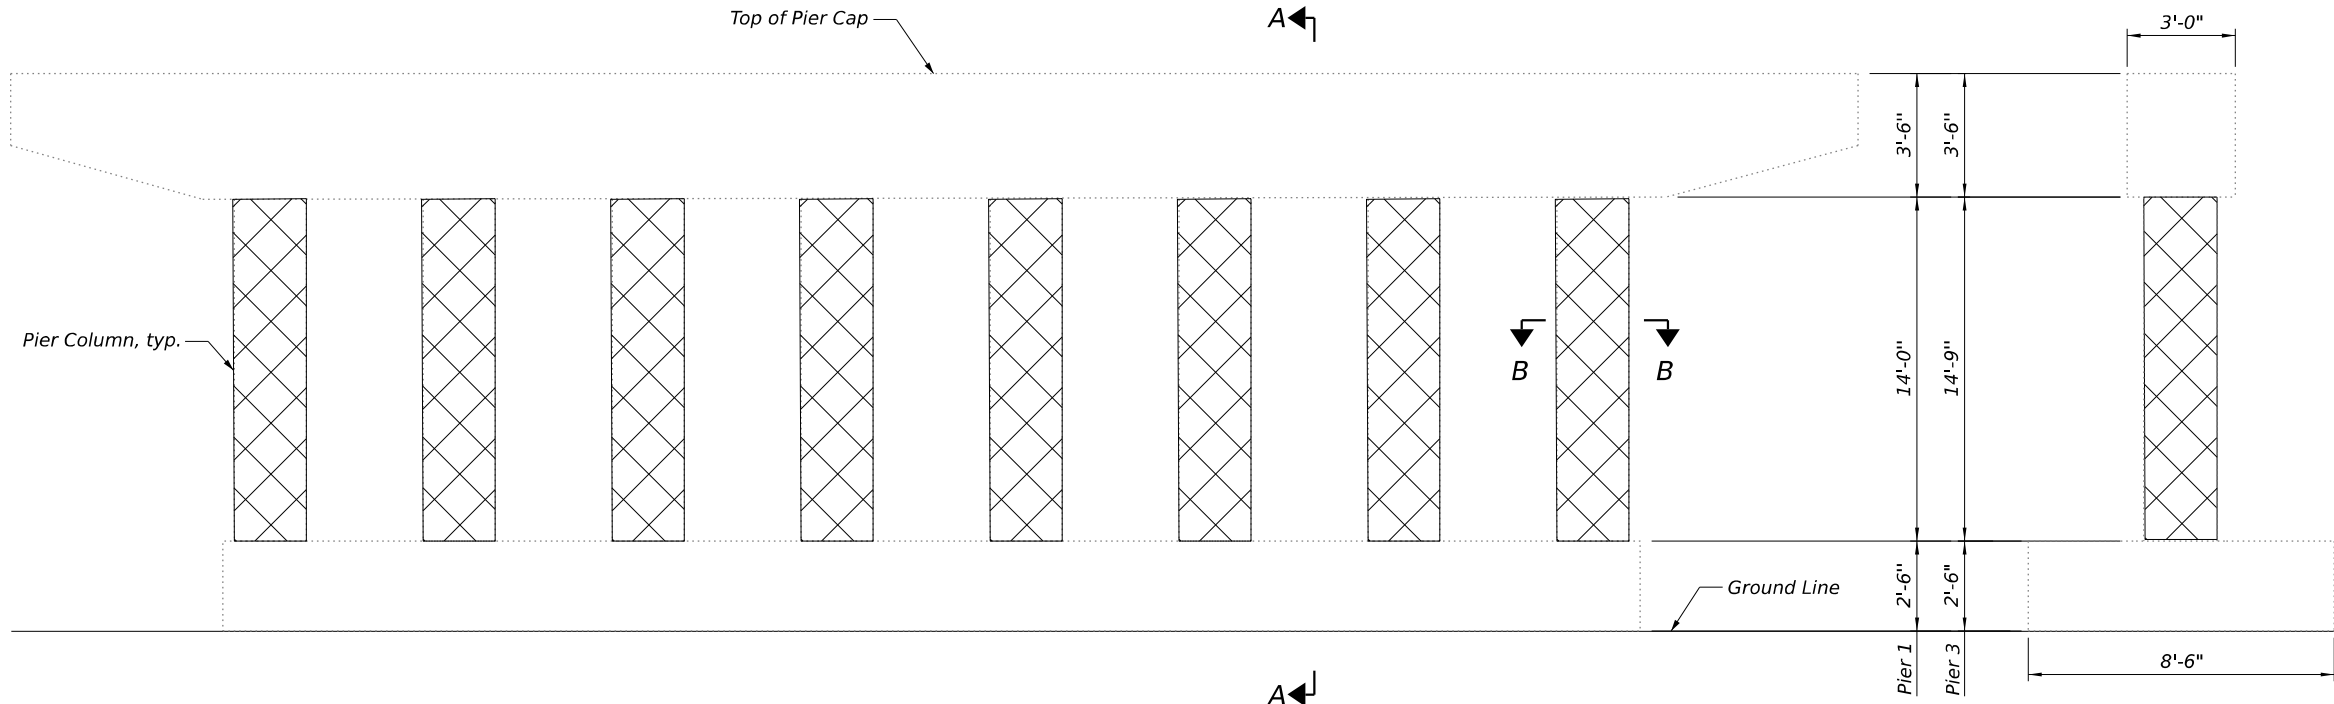 Top of Pier Cap
A
3'-0"
3'-6"
3'-6"
Pier Column, typ.
B
B
14'-0"
14'-9"
Ground Line
2'-6"
2'-6"
Pier 1
Pier 3
8'-6"
A